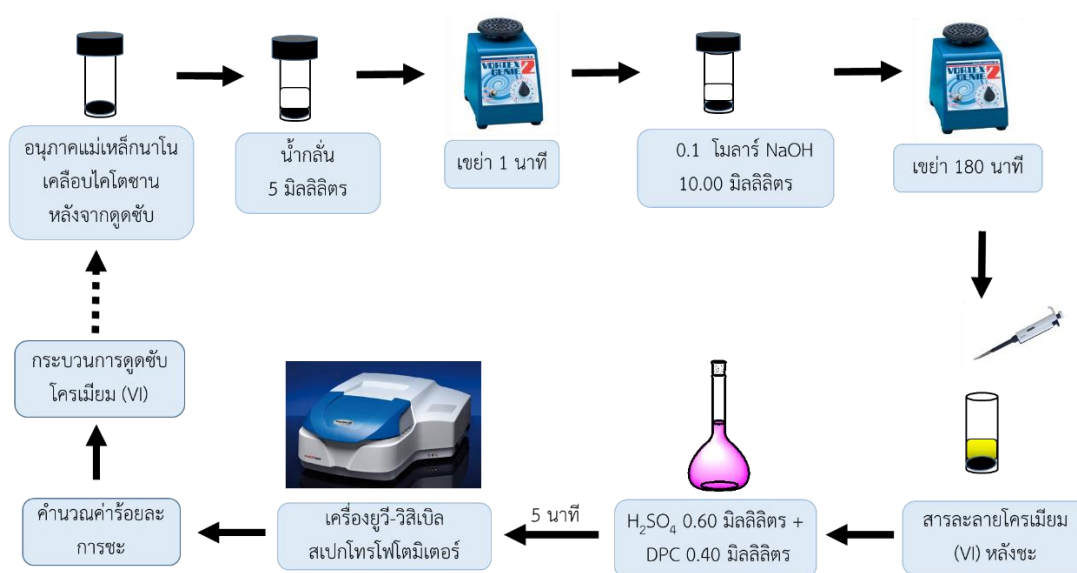 อนุภาคแม่เหล็กนาโน
เคลือบไคโตซาน
หลังจากดูดซับ
น้ำกลั่น
5 มิลลิลิตร
VORTEX
GENIE 2
เขย่า 1 นาที
0.1 โมลาร์ NaOH
10.00 มิลลิลิตร
VORTEX
GENIE 2
เขย่า 180 นาที
สารละลายโครเมียม
(VI) หลังชะ
H₂SO₄ 0.60 มิลลิลิตร +
DPC 0.40 มิลลิลิตร
5 นาที
เครื่องยูวี-วิสิเบิล
สเปกโทรโฟโตมิเตอร์
คำนวณค่าร้อยละ
การชะ
กระบวนการดูดซับ
โครเมียม (VI)